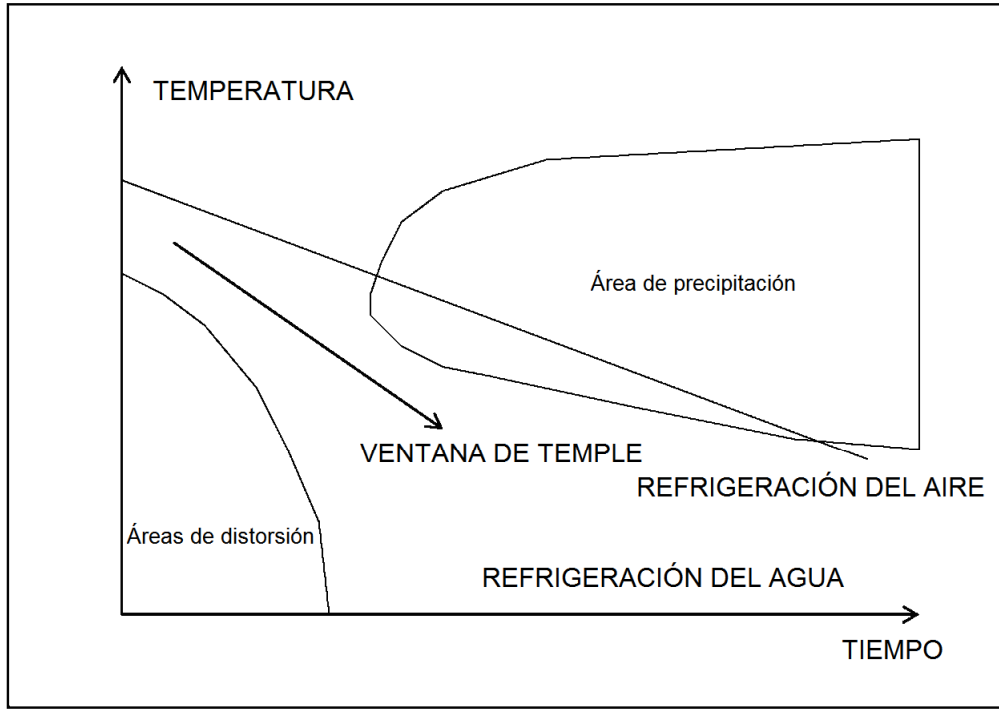 TEMPERATURA
Área de precipitación
VENTANA DE TEMPLE
REFRIGERACIÓN DEL AIRE
Áreas de distorsión
REFRIGERACIÓN DEL AGUA
TIEMPO